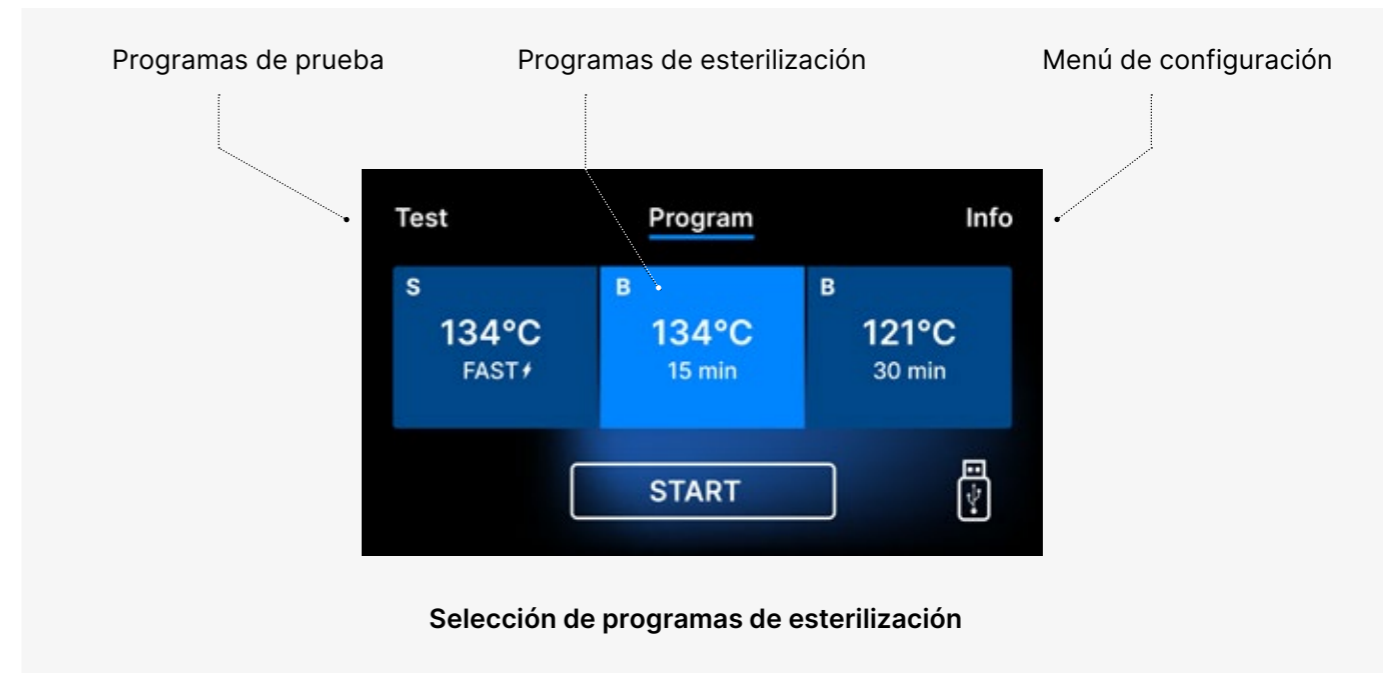 Programas de prueba
Programas de esterilización
Menú de configuración
Test
Program
Info
S
134°C
FAST
B
134°C
15 min
B
121°C
30 min
START
Selección de programas de esterilización